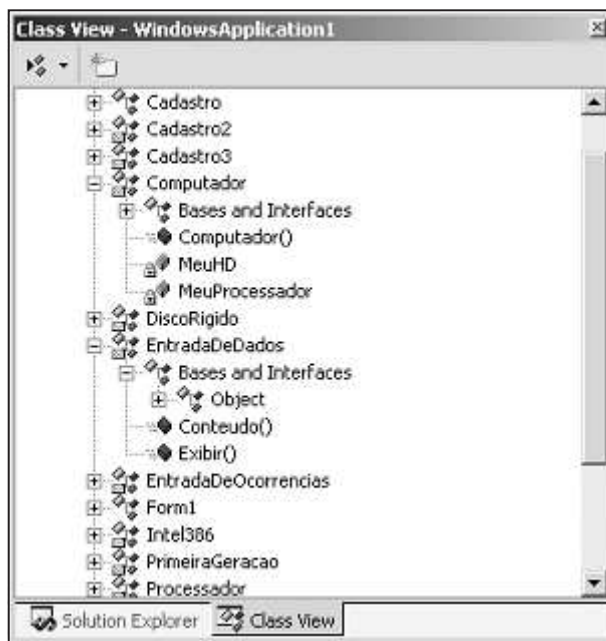 Class View - WindowsApplication1
Cadastro
Cadastro2
Cadastro3
Computador
Bases and Interfaces
Computador()
MeuHD
MeuProcessador
DiscoRigido
EntradaDeDados
Bases and Interfaces
Object
Conteudo()
Exibir()
EntradaDeOcorrencias
Form1
Intel386
PrimeiraGeracao
Processador
Solution Explorer Class View